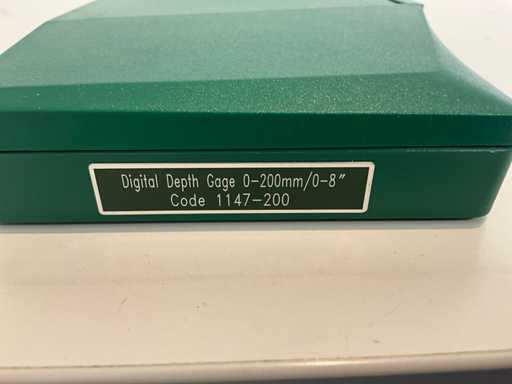 Digital Depth Gage 0-200mm/0-8″
Code 1147-200